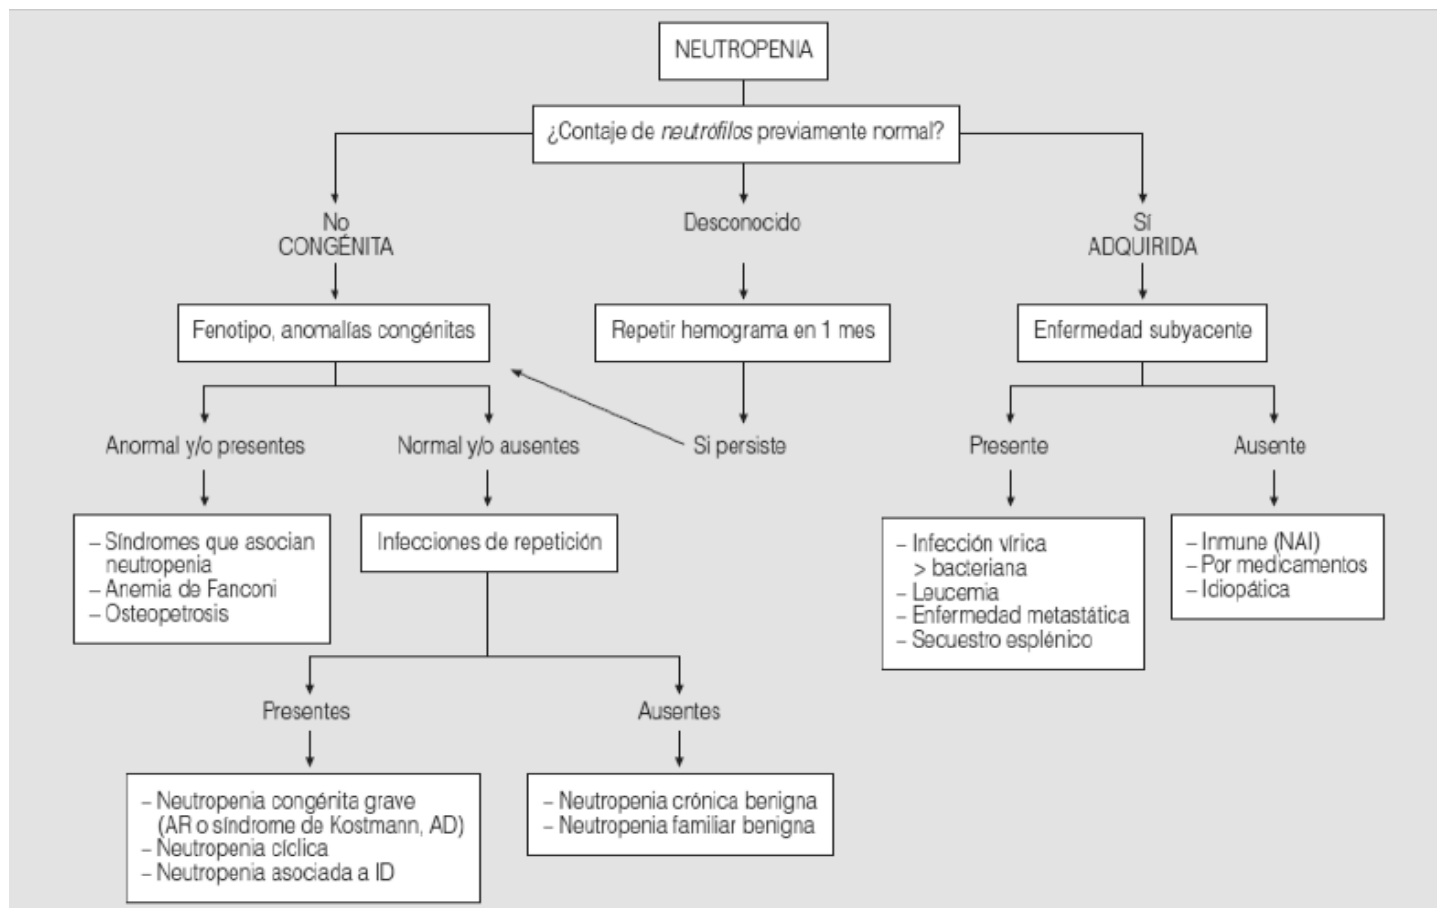 NEUTROPENIA
¿Contaje de neutrófilos previamente normal?
No
CONGÉNITA
Desconocido
Sí
ADQUIRIDA
Fenotipo, anomalías congénitas
Repetir hemograma en 1 mes
Enfermedad subyacente
Anormal y/o presentes
Normal y/o ausentes
Si persiste
Presente
Ausente
– Síndromes que asocian
neutropenia
– Anemia de Fanconi
– Osteopetrosis
Infecciones de repetición
– Infección vírica
> bacteriana
– Leucemia
– Enfermedad metastática
– Secuestro esplénico
– Inmune (NAI)
– Por medicamentos
– Idiopática
Presentes
Ausentes
– Neutropenia congénita grave
(AR o síndrome de Kostmann, AD)
– Neutropenia cíclica
– Neutropenia asociada a ID
– Neutropenia crónica benigna
– Neutropenia familiar benigna